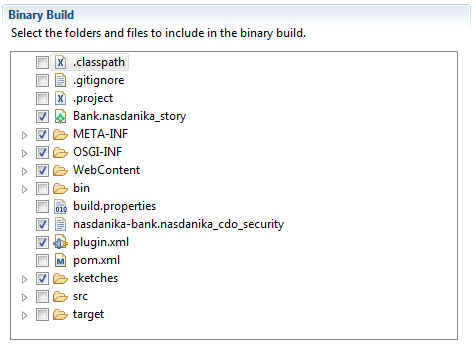 Binary Build
Select the folders and files to include in the binary build.
.classpath
.gitignore
.project
Bank.nasdanika_story
META-INF
OSGI-INF
WebContent
bin
build.properties
nasdanika-bank.nasdanika_cdo_security
plugin.xml
pom.xml
sketches
src
target